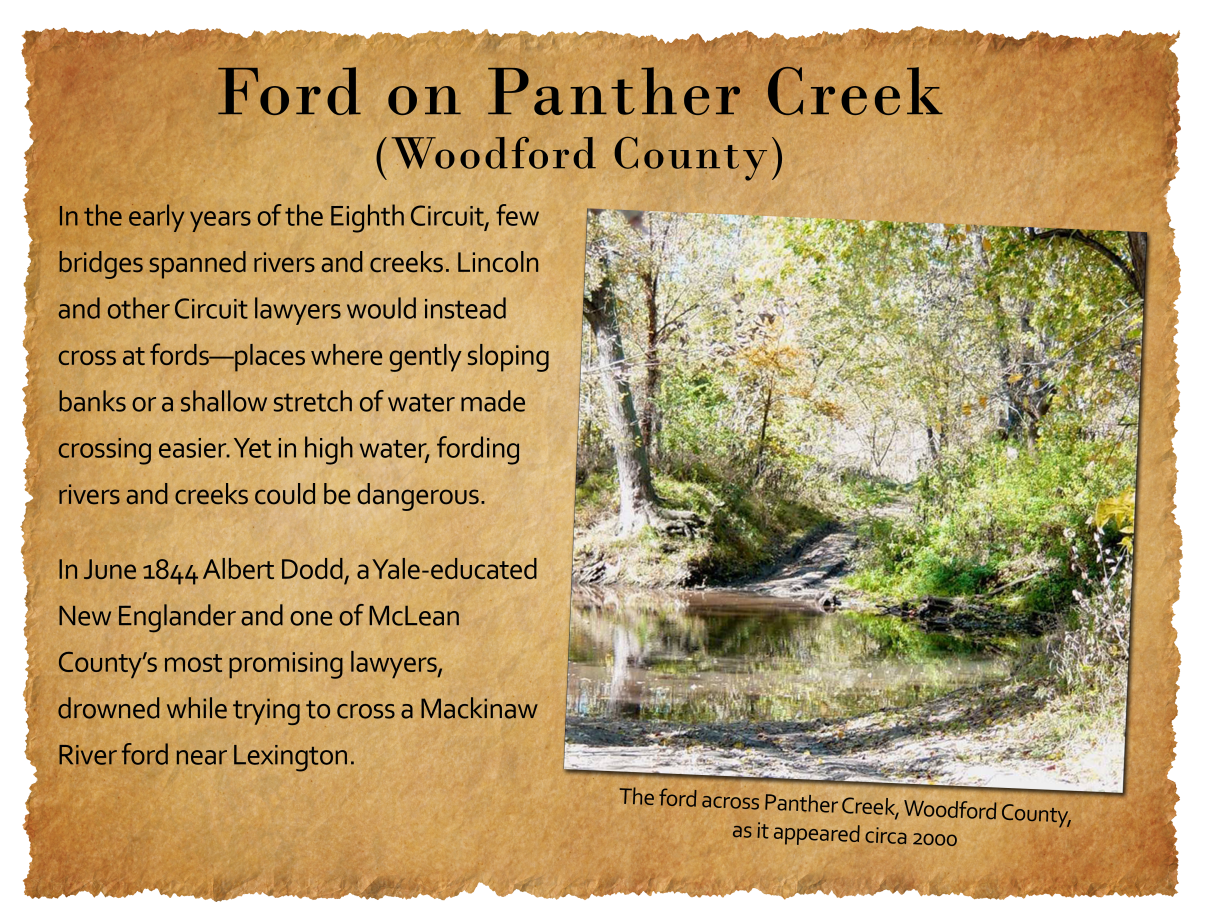 Ford on Panther Creek
(Woodford County)
In the early years of the Eighth Circuit, few
bridges spanned rivers and creeks. Lincoln
and other Circuit lawyers would instead
cross at fords—places where gently sloping
banks or a shallow stretch of water made
crossing easier. Yet in high water, fording
rivers and creeks could be dangerous.
In June 1844 Albert Dodd, a Yale-educated
New Englander and one of McLean
County’s most promising lawyers,
drowned while trying to cross a Mackinaw
River ford near Lexington.
The ford across Panther Creek, Woodford County,
as it appeared circa 2000